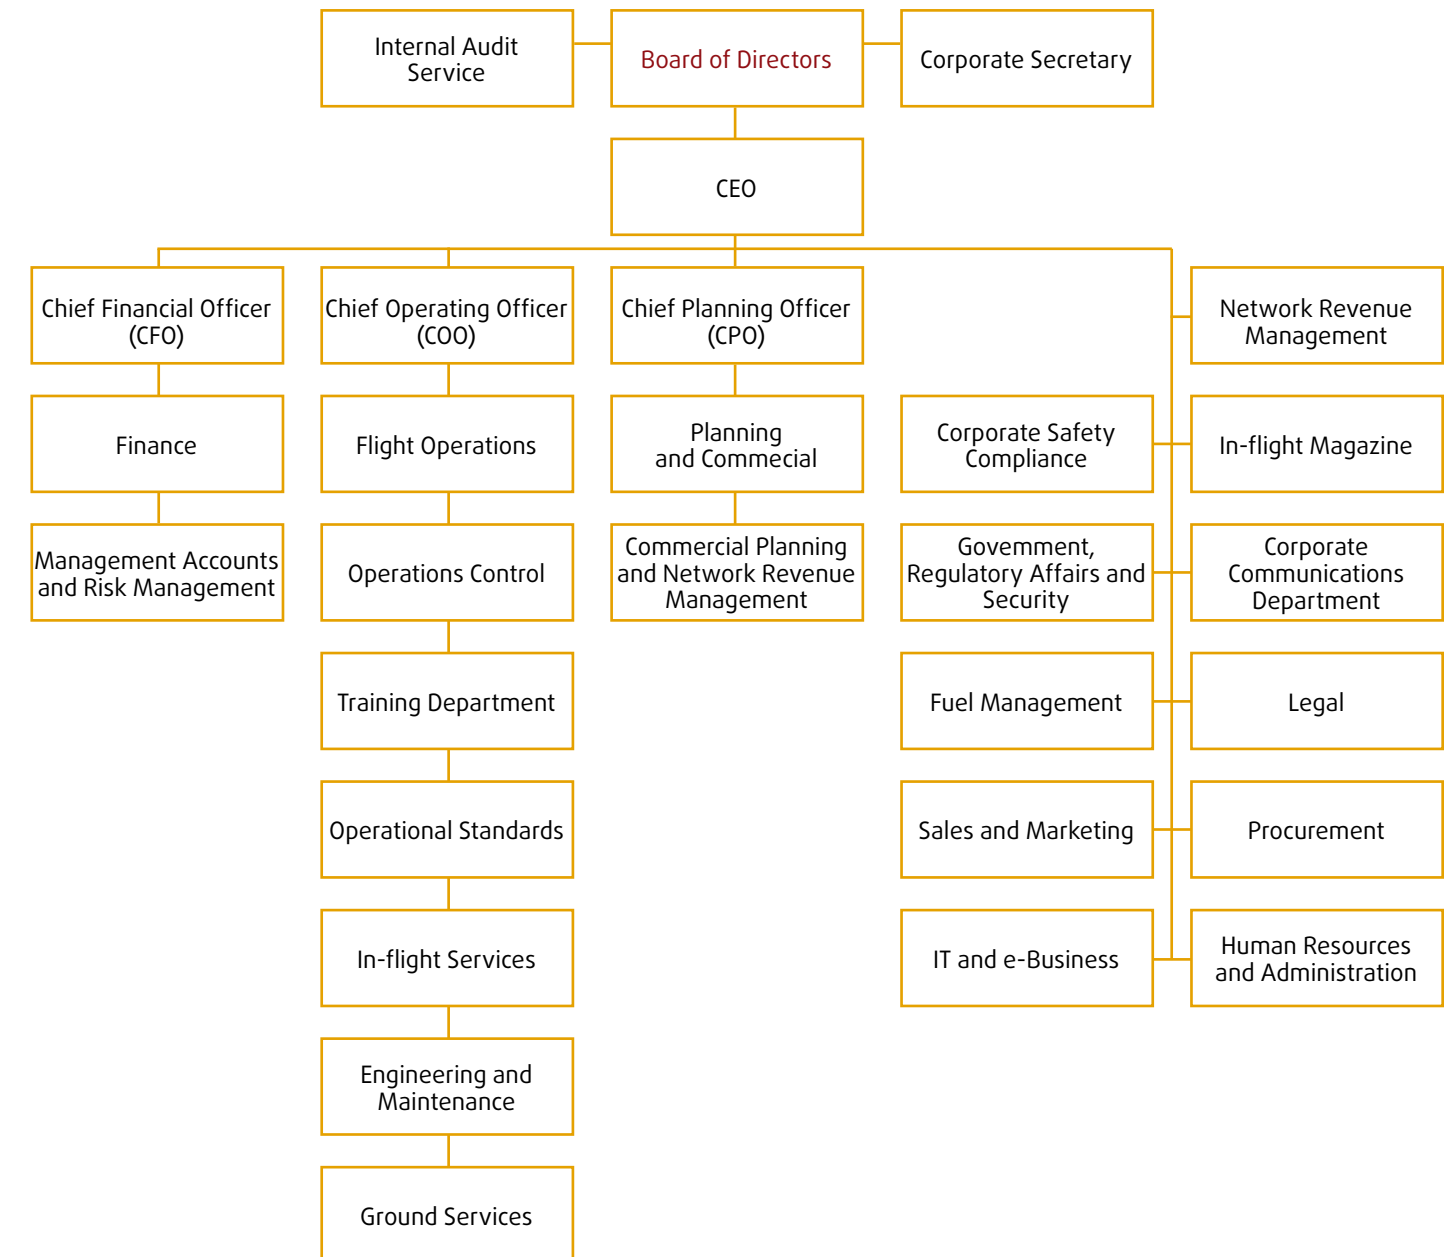 Internal Audit
Service
Board of Directors
Corporate Secretary
CEO
Chief Financial Officer
(CFO)
Chief Operating Officer
(COO)
Chief Planning Officer
(CPO)
Network Revenue
Management
Finance
Flight Operations
Planning
and Commecial
Corporate Safety
Compliance
In-flight Magazine
Management Accounts
and Risk Management
Operations Control
Commercial Planning
and Network Revenue
Management
Govemment,
Regulatory Affairs and
Security
Corporate
Communications
Department
Training Department
Fuel Management
Legal
Operational Standards
Sales and Marketing
Procurement
In-flight Services
IT and e-Business
Human Resources
and Administration
Engineering and
Maintenance
Ground Services